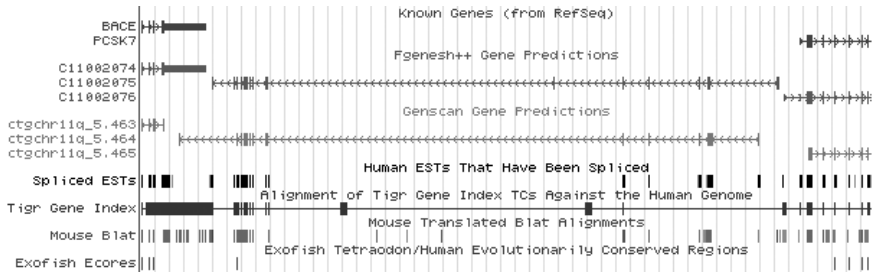 Known Genes (from RefSeq)
BACE
PCSK7
Fgenesh++ Gene Predictions
C11002074
C11002075
C11002076
Genscan Gene Predictions
ctgchr11q_5.463
ctgchr11q_5.464
ctgchr11q_5.465
Human ESTs That Have Been Spliced
Spliced ESTs
Alignment of Tigr Gene Index TCs Against the Human Genome
Tigr Gene Index
Mouse Translated Blat Alignments
Mouse Blat
Exofish Tetraodon/Human Evolutionarily Conserved Regions
Exofish Ecores